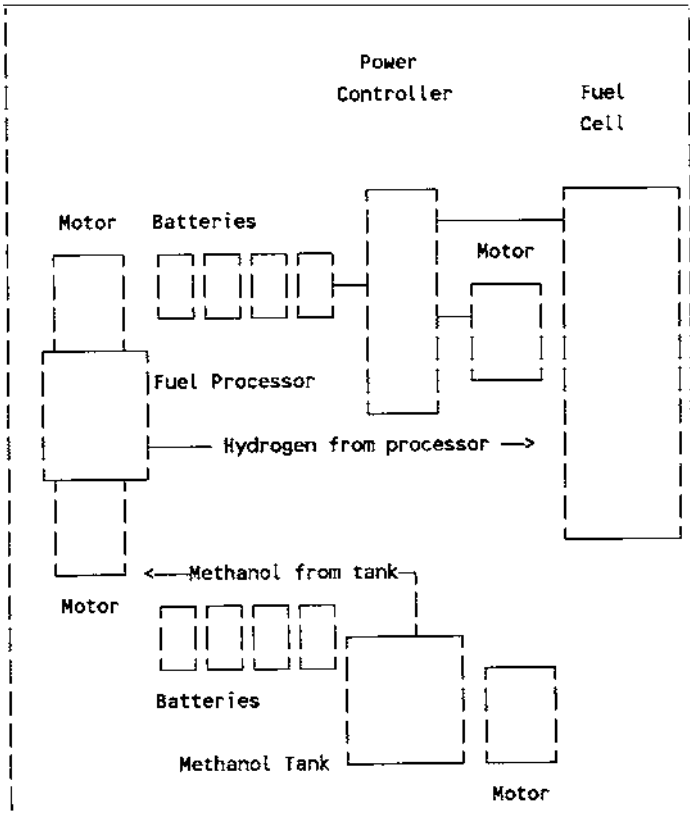 Power
Controller
Fuel
Cell
Motor
Batteries
Motor
Fuel Processor
Hydrogen from processor —>
<—Methanol from tank
Motor
Batteries
Methanol Tank
Motor